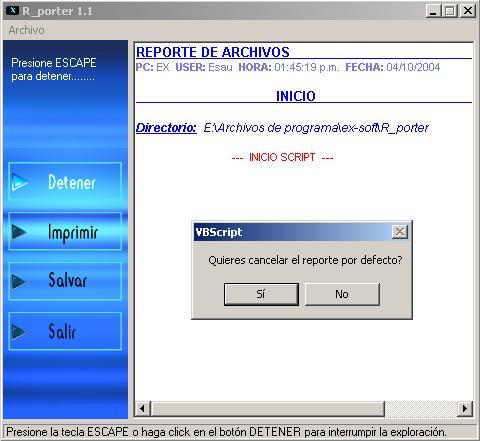 R_porter 1.1
Archivo
Presione ESCAPE
para detener........
Detener
Imprimir
Salvar
Salir
REPORTE DE ARCHIVOS
PC: EX USER: Esau HORA: 01:45:19 p.m. FECHA: 04/10/2004
INICIO
Directorio: E:\Archivos de programa\ex-soft\R_porter
--- INICIO SCRIPT ---
VBScript
Quieres cancelar el reporte por defecto?
Sí
No
Presione la tecla ESCAPE o haga click en el botón DETENER para interrumpir la exploración.